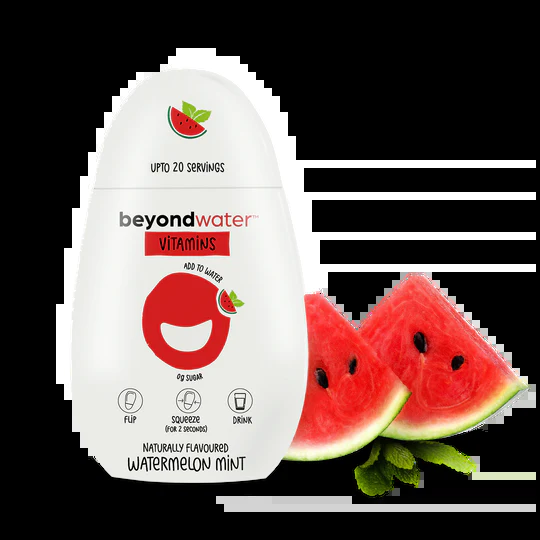 UPTO 20 SERVINGS
beyondwater™
VITAMINS
ADD TO WATER
0g SUGAR
FLIP
SQUEEZE
(FOR 2 SECONDS)
DRINK
NATURALLY FLAVOURED
WATERMELON MINT